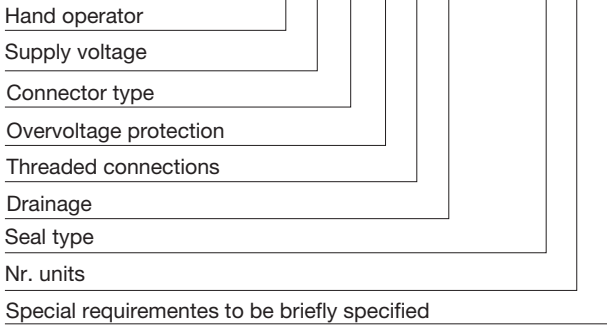 Hand operator
Supply voltage
Connector type
Overvoltage protection
Threaded connections
Drainage
Seal type
Nr. units
Special requirementes to be briefly specified